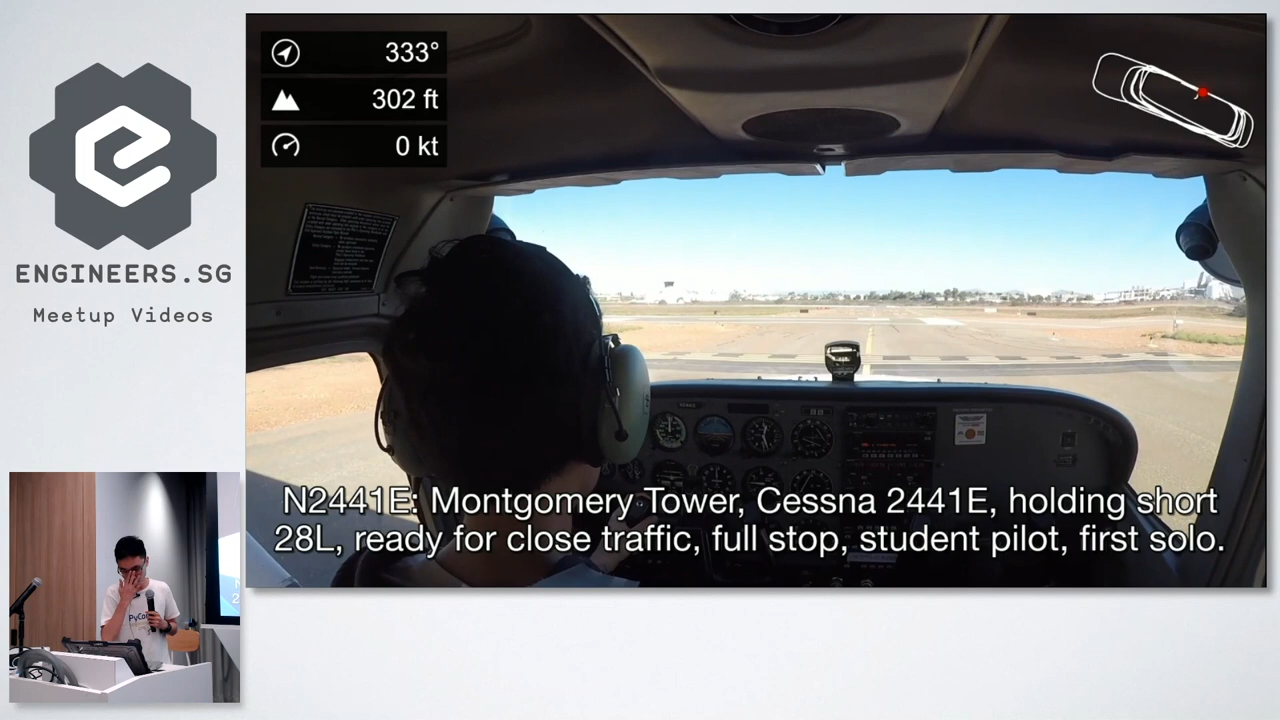 ENGINEERS.SG
Meetup Videos
333°
302 ft
0 kt
N2441E: Montgomery Tower, Cessna 2441E, holding short
28L, ready for close traffic, full stop, student pilot, first solo.